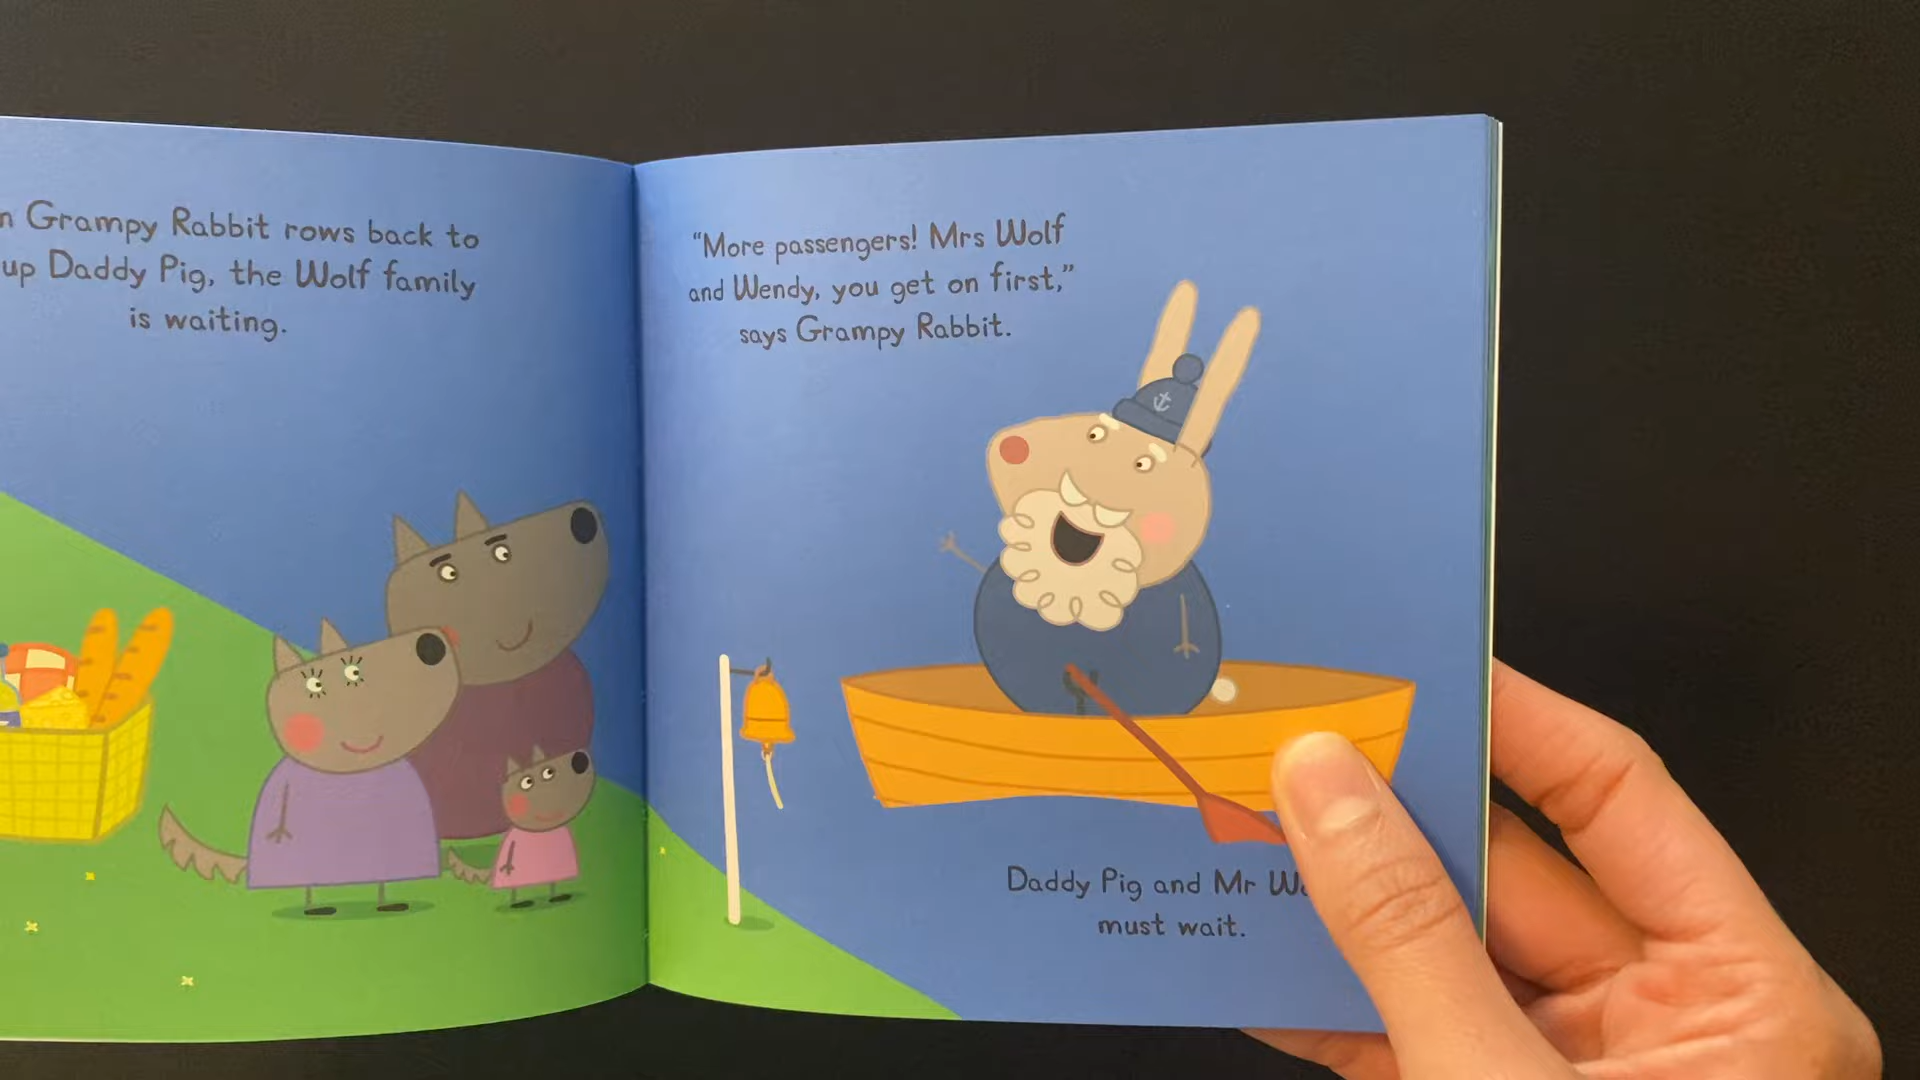 Grampy Rabbit rows back to
up Daddy Pig, the Wolf family
is waiting.
“More passengers! Mrs Wolf
and Wendy, you get on first,”
says Grampy Rabbit.
Daddy Pig and Mr
must wait.